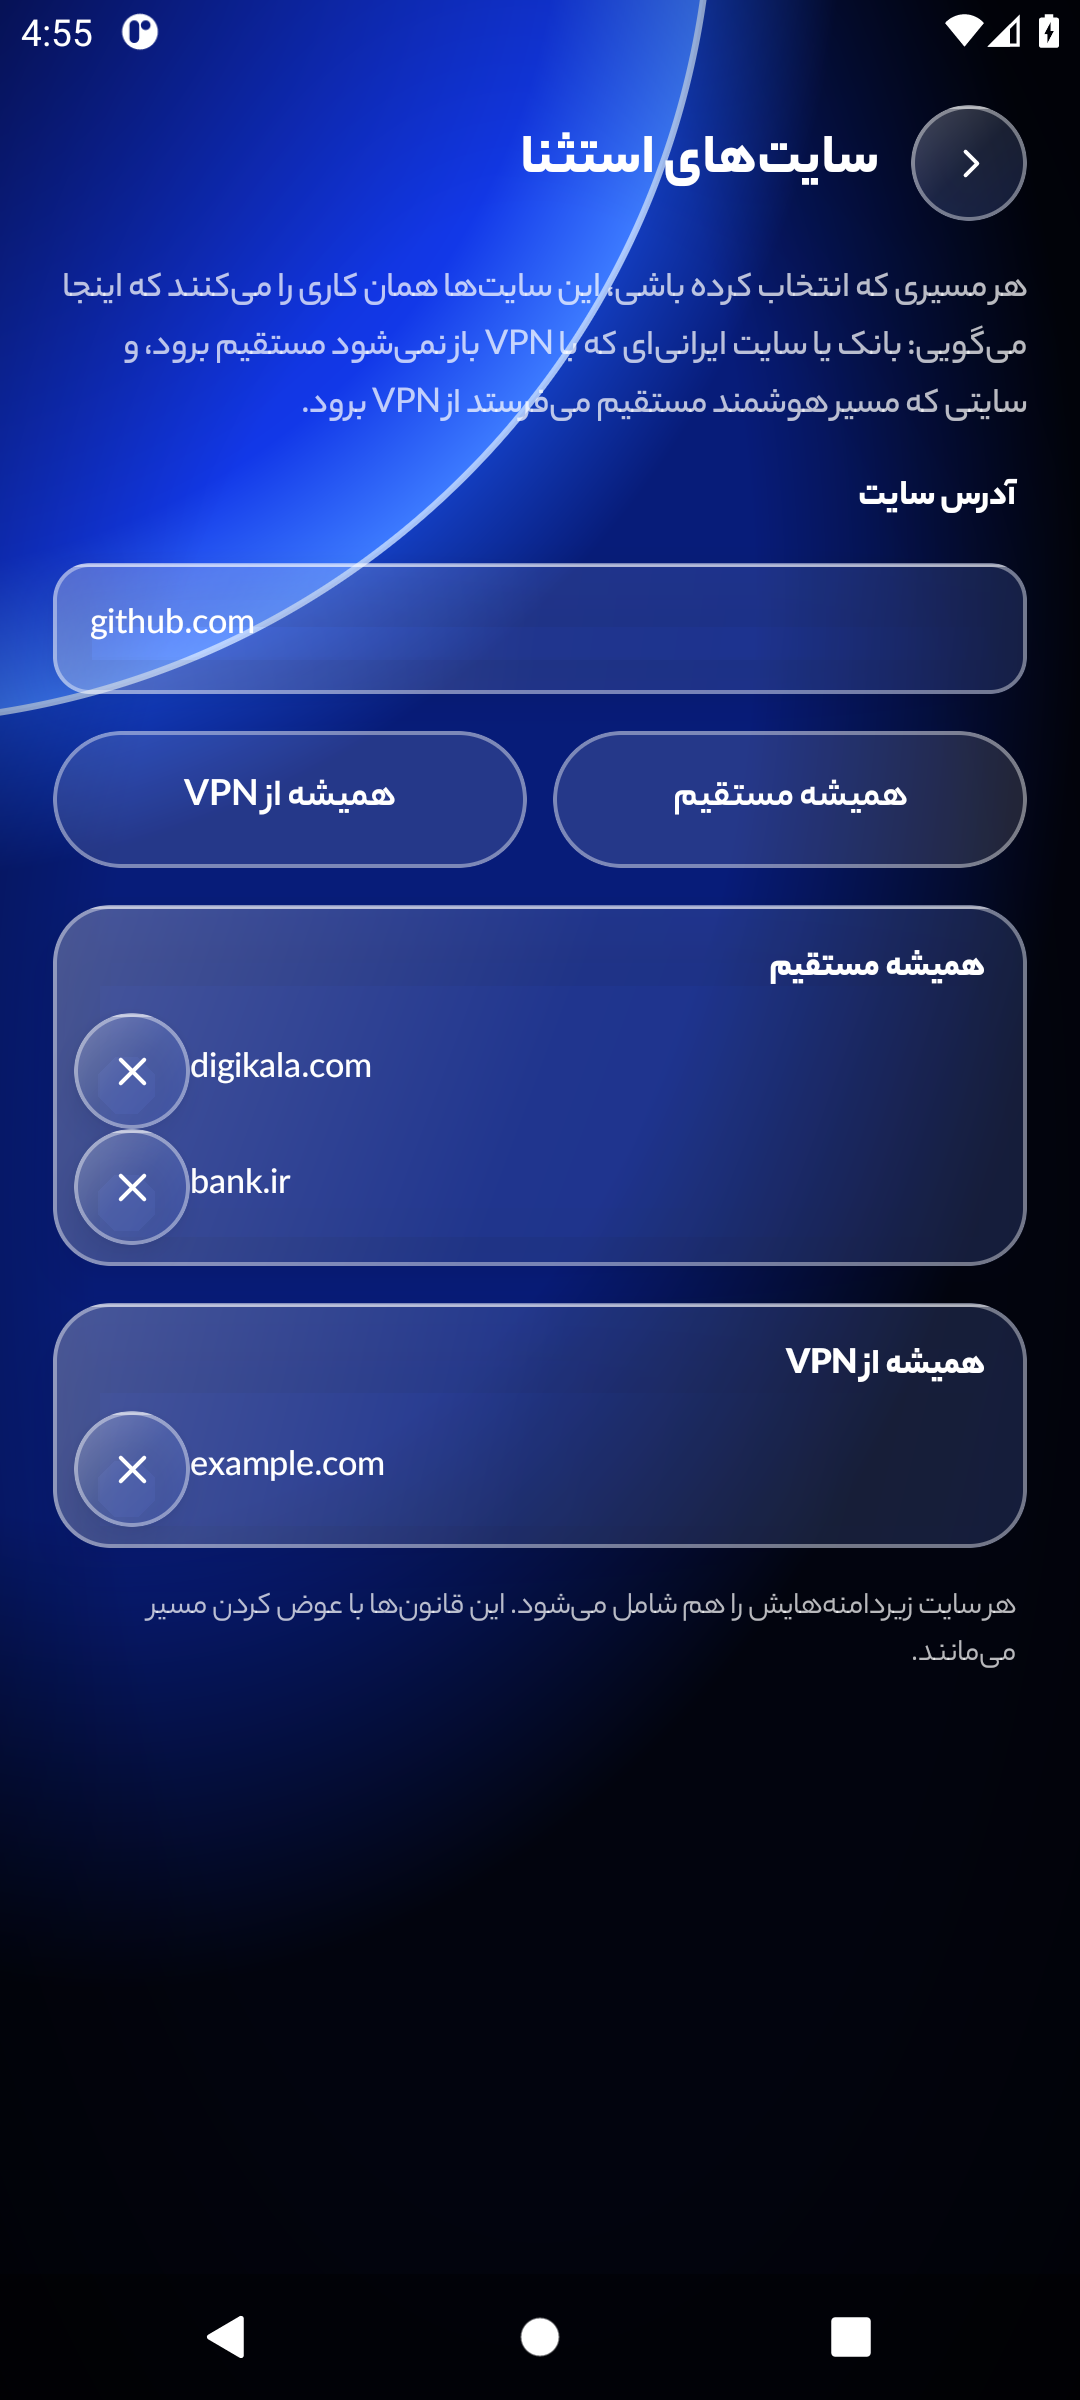 4:55
سایت‌های استثنا
هر مسیری که انتخاب کرده باشی، این سایت‌ها همان کاری را می‌کنند که اینجا
می‌گویی: بانک یا سایت ایرانی‌ای که با VPN باز نمی‌شود مستقیم برود، و
سایتی که مسیر هوشمند مستقیم می‌فرستد از VPN برود.
آدرس سایت
github.com
همیشه مستقیم
همیشه از VPN
همیشه مستقیم
digikala.com
bank.ir
همیشه از VPN
example.com
هر سایت زیردامنه‌هایش را هم شامل می‌شود. این قانون‌ها با عوض کردن مسیر
می‌مانند.